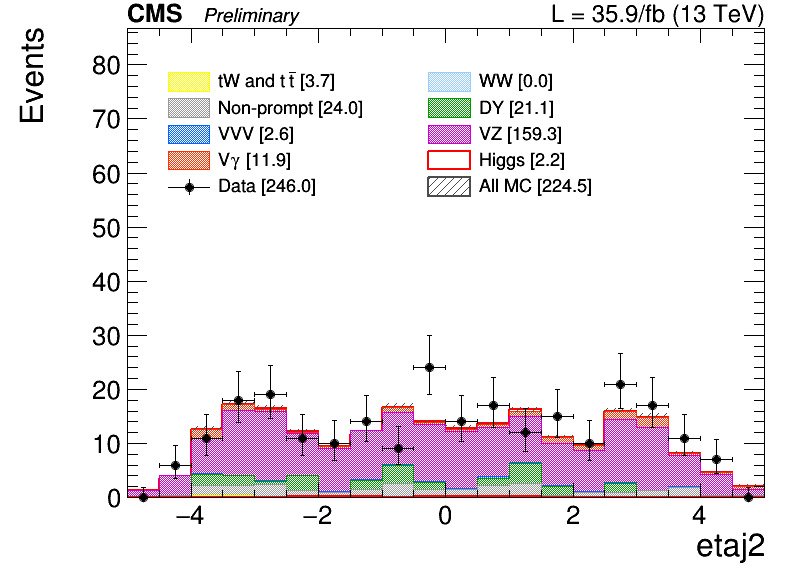 CMS Preliminary L = 35.9/fb (13 TeV)
Events
80
70
60
50
40
30
20
10
0
tW and t t̅ [3.7]
Non-prompt [24.0]
VVV [2.6]
Vγ [11.9]
Data [246.0]
WW [0.0]
DY [21.1]
VZ [159.3]
Higgs [2.2]
All MC [224.5]
−4 −2 0 2 4
etaj2